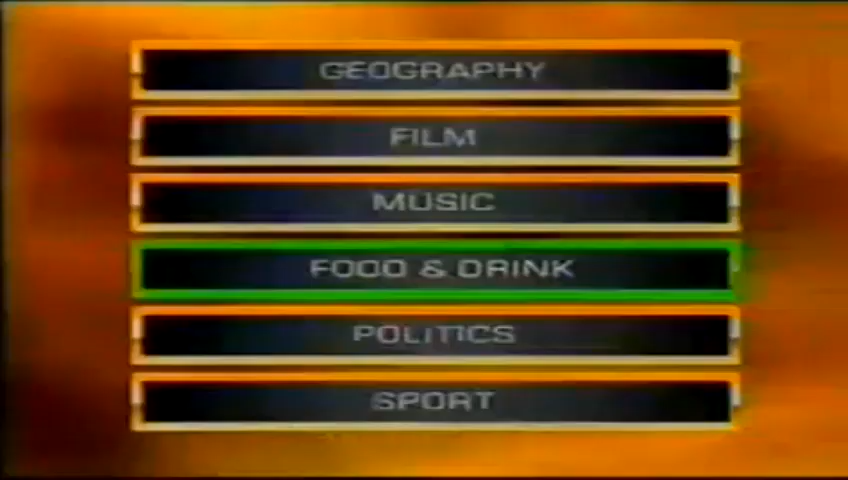 GEOGRAPHY
FILM
MUSIC
FOOD & DRINK
POLITICS
SPORT